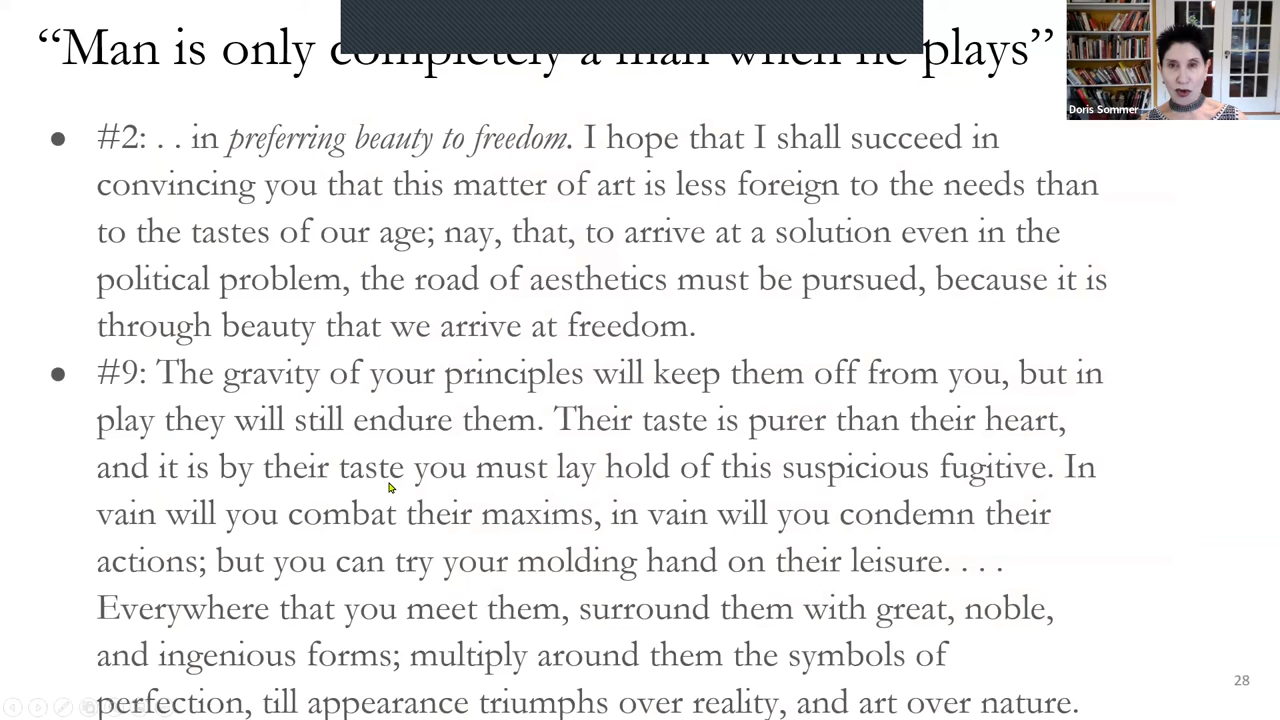 “Man is only completely a man when he plays”
Doris Sommer
● #2: . . in preferring beauty to freedom. I hope that I shall succeed in
convincing you that this matter of art is less foreign to the needs than
to the tastes of our age; nay, that, to arrive at a solution even in the
political problem, the road of aesthetics must be pursued, because it is
through beauty that we arrive at freedom.
● #9: The gravity of your principles will keep them off from you, but in
play they will still endure them. Their taste is purer than their heart,
and it is by their taste you must lay hold of this suspicious fugitive. In
vain will you combat their maxims, in vain will you condemn their
actions; but you can try your molding hand on their leisure. . . .
Everywhere that you meet them, surround them with great, noble,
and ingenious forms; multiply around them the symbols of
perfection, till appearance triumphs over reality, and art over nature.
28